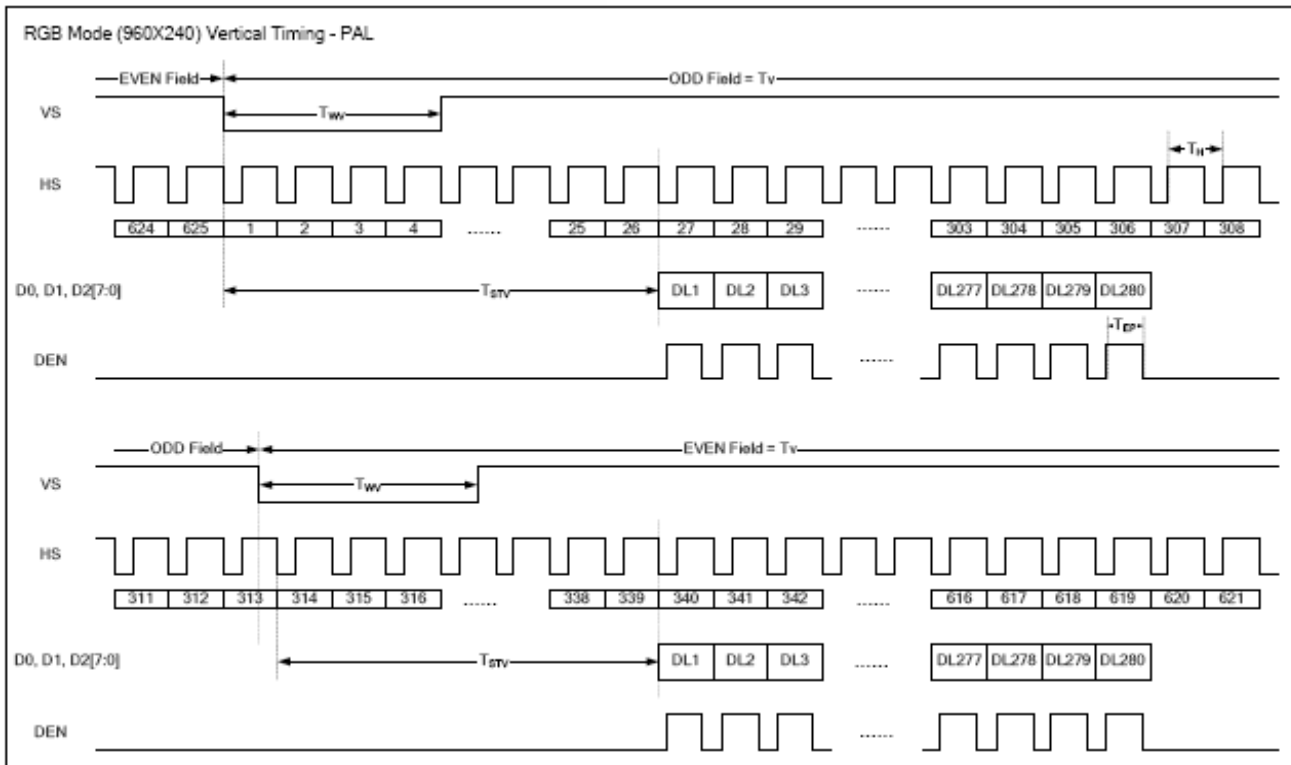 RGB Mode (960X240) Vertical Timing - PAL
EVEN Field ODD Field = Tv
VS TWV
TH
HS
624 625 1 2 3 4 ...... 25 26 27 28 29 ...... 303 304 305 306 307 308
D0, D1, D2[7:0] TSTV DL1 DL2 DL3 ...... DL277 DL278 DL279 DL280
TEP
DEN ......
ODD Field EVEN Field = Tv
VS TWV
HS
311 312 313 314 315 316 ...... 338 339 340 341 342 ...... 616 617 618 619 620 621
D0, D1, D2[7:0] TSTV DL1 DL2 DL3 ...... DL277 DL278 DL279 DL280
DEN ......